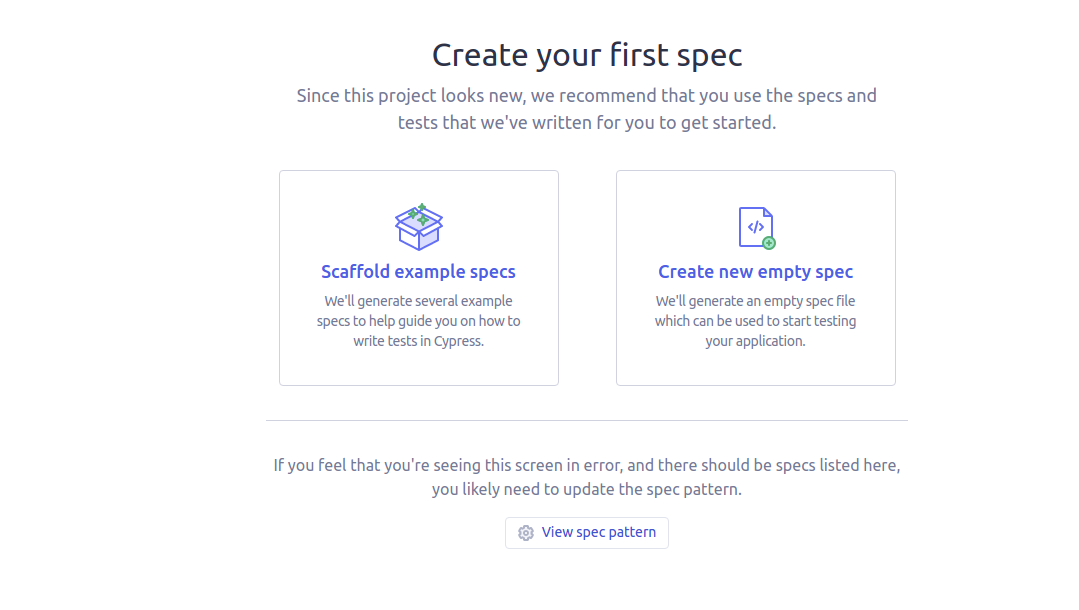 Create your first spec
Since this project looks new, we recommend that you use the specs and
tests that we've written for you to get started.
Scaffold example specs
We'll generate several example
specs to help guide you on how to
write tests in Cypress.
Create new empty spec
We'll generate an empty spec file
which can be used to start testing
your application.
If you feel that you're seeing this screen in error, and there should be specs listed here,
you likely need to update the spec pattern.
View spec pattern